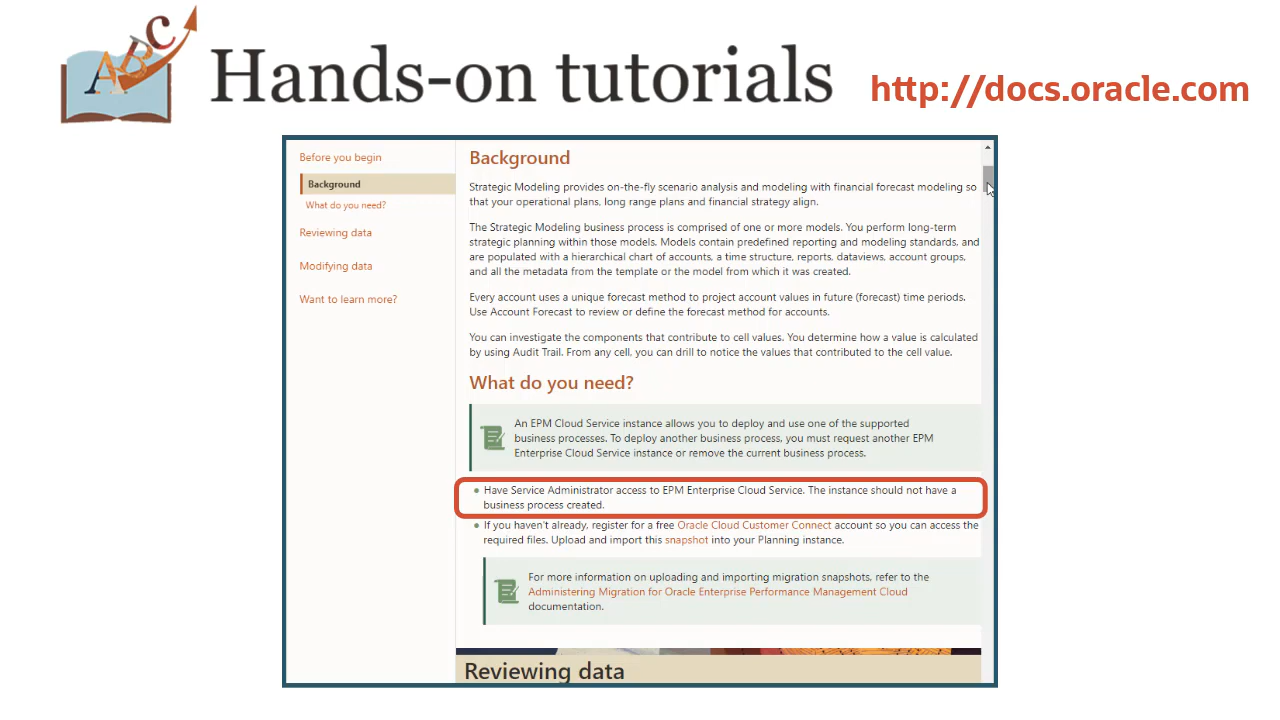 ABC
Hands-on tutorials
http://docs.oracle.com
Before you begin
Background
What do you need?
Reviewing data
Modifying data
Want to learn more?
Background
Strategic Modeling provides on-the-fly scenario analysis and modeling with financial forecast modeling so
that your operational plans, long range plans and financial strategy align.
The Strategic Modeling business process is comprised of one or more models. You perform long-term
strategic planning within those models. Models contain predefined reporting and modeling standards, and
are populated with a hierarchical chart of accounts, a time structure, reports, dataviews, account groups,
and all the metadata from the template or the model from which it was created.
Every account uses a unique forecast method to project account values in future (forecast) time periods.
Use Account Forecast to review or define the forecast method for accounts.
You can investigate the components that contribute to cell values. You determine how a value is calculated
by using Audit Trail. From any cell, you can drill to notice the values that contributed to the cell value.
What do you need?
An EPM Cloud Service instance allows you to deploy and use one of the supported
business processes. To deploy another business process, you must request another EPM
Enterprise Cloud Service instance or remove the current business process.
Have Service Administrator access to EPM Enterprise Cloud Service. The instance should not have a
business process created.
If you haven't already, register for a free Oracle Cloud Customer Connect account so you can access the
required files. Upload and import this snapshot into your Planning instance.
For more information on uploading and importing migration snapshots, refer to the
Administering Migration for Oracle Enterprise Performance Management Cloud
documentation.
Reviewing data